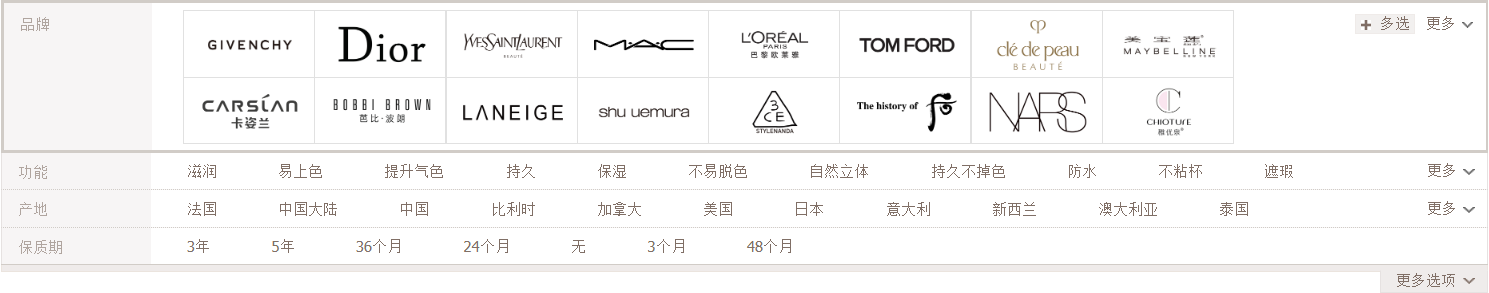 品牌 GIVENCHY Dior YVESSAINTLAURENT BEAUTÉ MAC L'ORÉAL PARIS 巴黎欧莱雅 TOM FORD clé de peau BEAUTÉ 美宝莲 MAYBELLINE NEW YORK + 多选 更多
CARSLAN 卡姿兰 BOBBI BROWN 芭比·波朗 LANEIGE shu uemura 3CE STYLENANDA The history of 后 NARS CHIOTURE 稚优泉®
功能 滋润 易上色 提升气色 持久 保湿 不易脱色 自然立体 持久不掉色 防水 不粘杯 遮瑕 更多
产地 法国 中国大陆 中国 比利时 加拿大 美国 日本 意大利 新西兰 澳大利亚 泰国 更多
保质期 3年 5年 36个月 24个月 无 3个月 48个月
更多选项